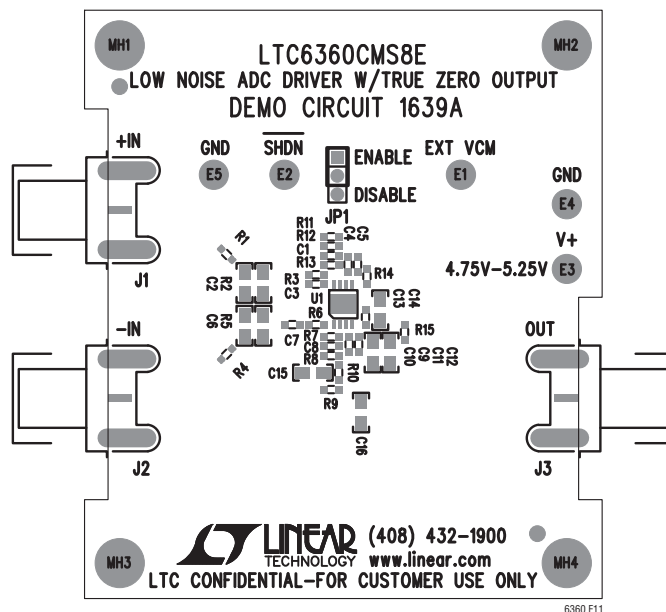 MH1
MH2
LTC6360CMS8E
LOW NOISE ADC DRIVER W/TRUE ZERO OUTPUT
DEMO CIRCUIT 1639A
+IN
GND
SHDN
ENABLE
EXT VCM
E5
E2
E1
GND
DISABLE
E4
JP1
V+
4.75V-5.25V
E3
J1
R11
R12
C1
R13
C4
C5
R1
R3
C3
R14
C2
R2
U1
C13
C14
-IN
C6
R5
R6
C7
R7
C8
R8
R15
OUT
R4
C15
R10
C10
C9
C11
C12
R9
C16
J2
J3
LINEAR
TECHNOLOGY
(408) 432-1900
www.linear.com
MH3
MH4
LTC CONFIDENTIAL-FOR CUSTOMER USE ONLY
6360 F11